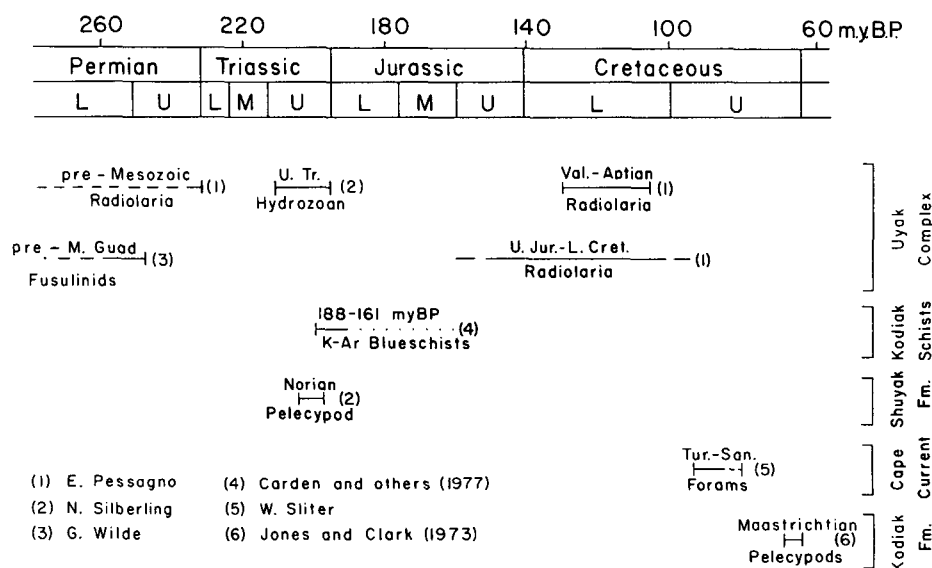 260 220 180 140 100 60 m.y.B.P.
Permian Triassic Jurassic Cretaceous
L U L M U L M U L U
pre - Mesozoic (1)
Radiolaria
U. Tr. (2)
Hydrozoan
Val.-Aptian (1)
Radiolaria
pre - M. Guad (3)
Fusulinids
U. Jur.-L. Cret. (1)
Radiolaria
Uyak
Complex
188-161 myBP
(4)
K-Ar Blueschists
Kodiak
Schists
Norian
(2)
Pelecypod
Shuyak
Fm.
Tur.-San.
(5)
Forams
Cape
Current
Maastrichtian
(6)
Pelecypods
Kodiak
Fm.
(1) E. Pessagno
(2) N. Silberling
(3) G. Wilde
(4) Carden and others (1977)
(5) W. Sliter
(6) Jones and Clark (1973)